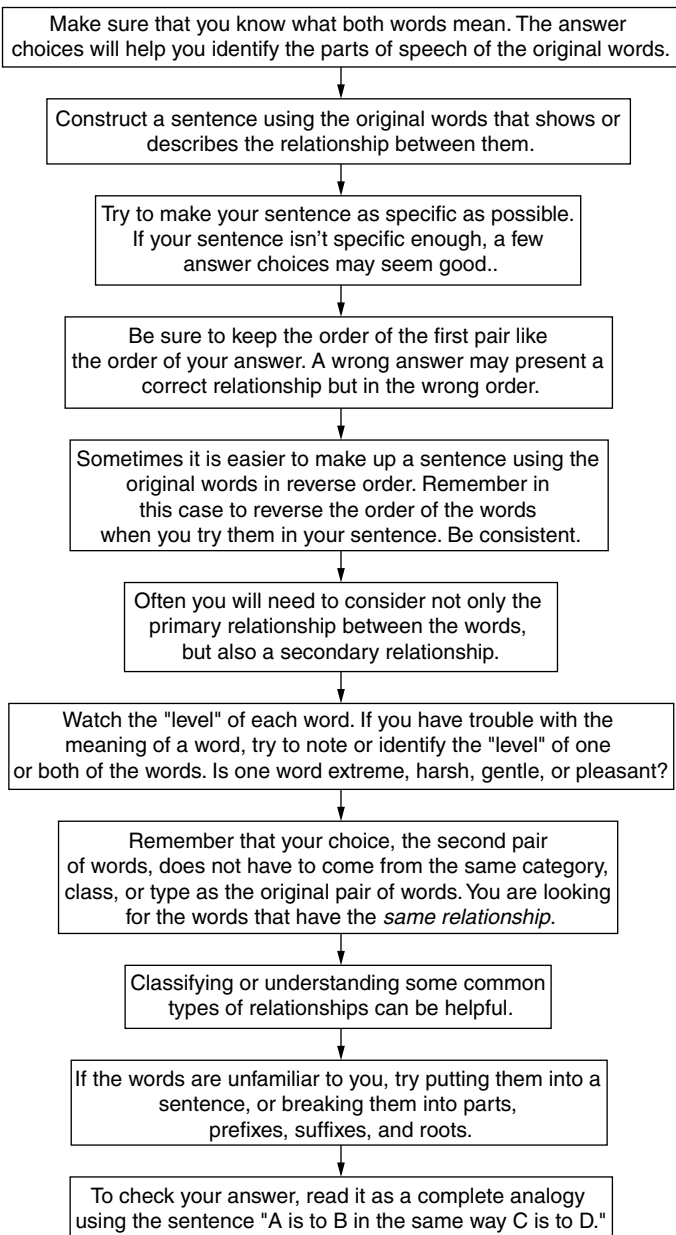 Make sure that you know what both words mean. The answer
choices will help you identify the parts of speech of the original words.
Construct a sentence using the original words that shows or
describes the relationship between them.
Try to make your sentence as specific as possible.
If your sentence isn't specific enough, a few
answer choices may seem good..
Be sure to keep the order of the first pair like
the order of your answer. A wrong answer may present a
correct relationship but in the wrong order.
Sometimes it is easier to make up a sentence using the
original words in reverse order. Remember in
this case to reverse the order of the words
when you try them in your sentence. Be consistent.
Often you will need to consider not only the
primary relationship between the words,
but also a secondary relationship.
Watch the "level" of each word. If you have trouble with the
meaning of a word, try to note or identify the "level" of one
or both of the words. Is one word extreme, harsh, gentle, or pleasant?
Remember that your choice, the second pair
of words, does not have to come from the same category,
class, or type as the original pair of words. You are looking
for the words that have the same relationship.
Classifying or understanding some common
types of relationships can be helpful.
If the words are unfamiliar to you, try putting them into a
sentence, or breaking them into parts,
prefixes, suffixes, and roots.
To check your answer, read it as a complete analogy
using the sentence "A is to B in the same way C is to D."